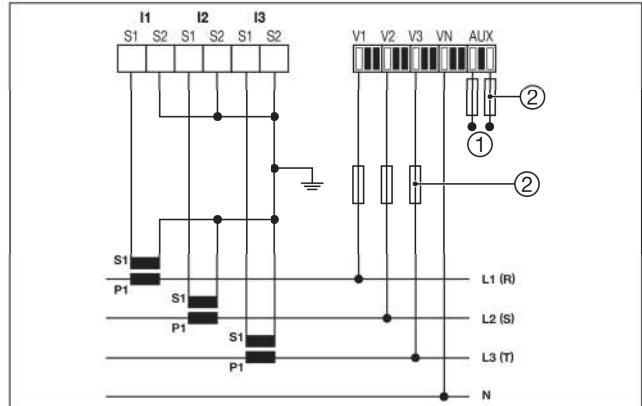 I1 I2 I3
S1 S2 S1 S2 S1 S2 V1 V2 V3 VN AUX
2
1
2
S1
P1 L1 (R)
S1
P1 L2 (S)
S1
P1 L3 (T)
N